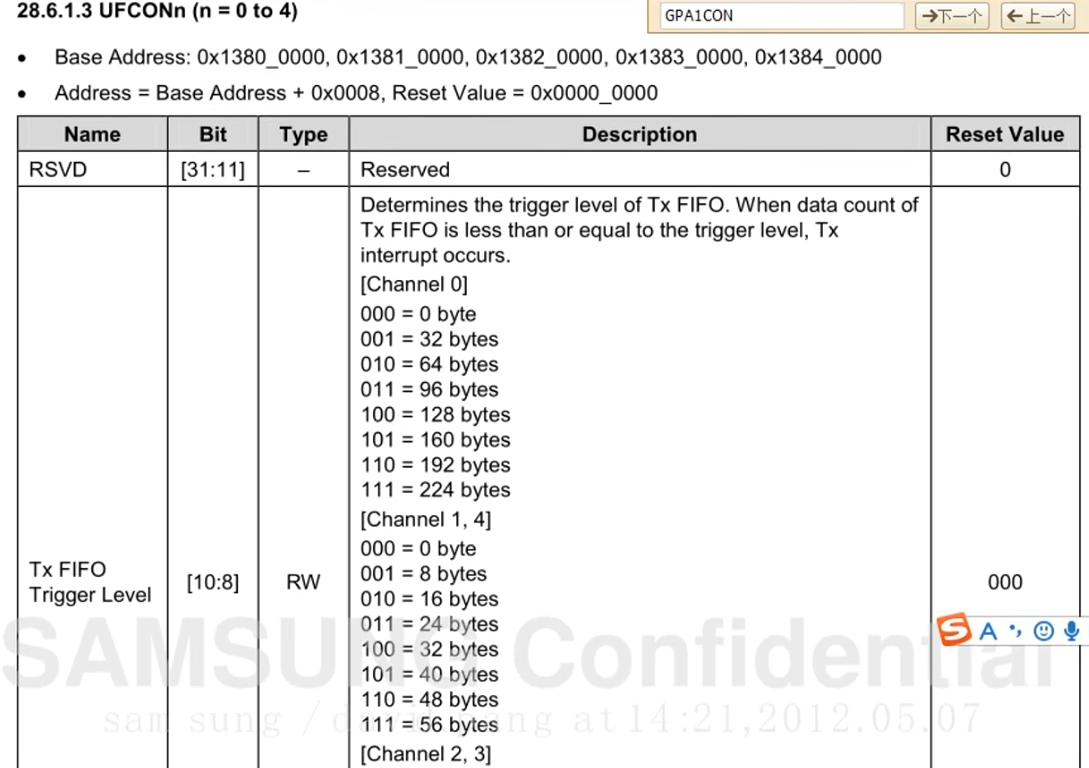 28.6.1.3 UFCONn (n = 0 to 4)
GPA1CON
→下一个
←上一个
• Base Address: 0x1380_0000, 0x1381_0000, 0x1382_0000, 0x1383_0000, 0x1384_0000
• Address = Base Address + 0x0008, Reset Value = 0x0000_0000
Name Bit Type Description Reset Value
RSVD [31:11] – Reserved 0
Tx FIFO
Trigger Level
[10:8]
RW
Determines the trigger level of Tx FIFO. When data count of
Tx FIFO is less than or equal to the trigger level, Tx
interrupt occurs.
[Channel 0]
000 = 0 byte
001 = 32 bytes
010 = 64 bytes
011 = 96 bytes
100 = 128 bytes
101 = 160 bytes
110 = 192 bytes
111 = 224 bytes
[Channel 1, 4]
000 = 0 byte
001 = 8 bytes
010 = 16 bytes
011 = 24 bytes
100 = 32 bytes
101 = 40 bytes
110 = 48 bytes
111 = 56 bytes
[Channel 2, 3]
000
SAMSUNG Confidential
sam sung / at 14:21,2012.05.07
S A